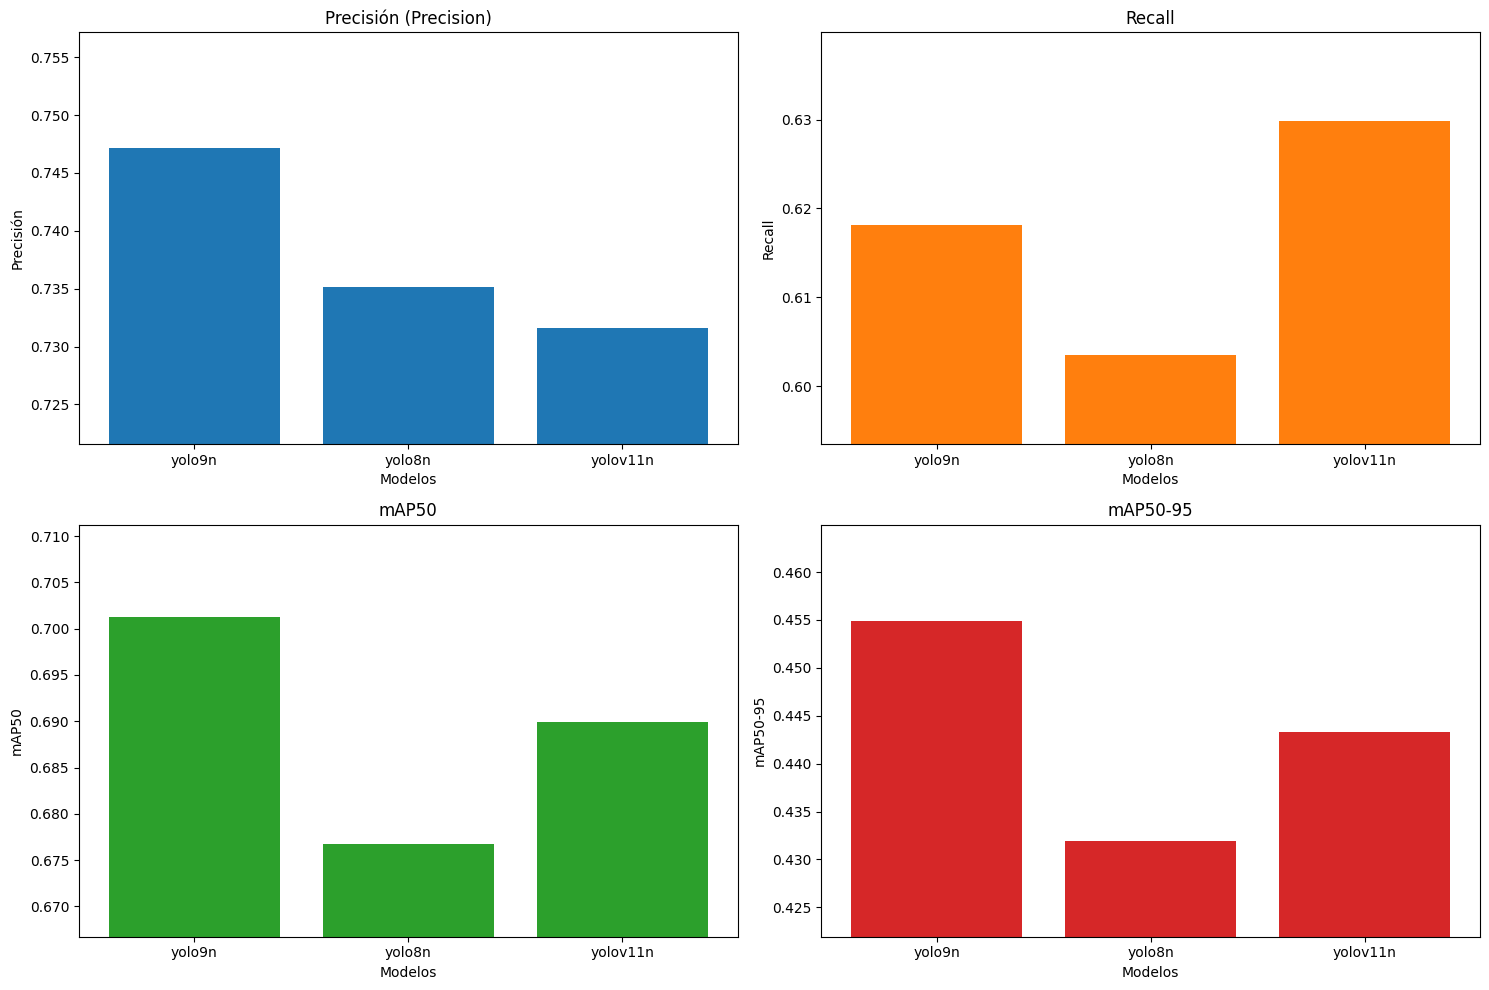 Precisión (Precision)
Precisión
0.755
0.750
0.745
0.740
0.735
0.730
0.725
yolo9n yolo8n yolov11n
Modelos
Recall
Recall
0.63
0.62
0.61
0.60
yolo9n yolo8n yolov11n
Modelos
mAP50
mAP50
0.710
0.705
0.700
0.695
0.690
0.685
0.680
0.675
0.670
yolo9n yolo8n yolov11n
Modelos
mAP50-95
mAP50-95
0.460
0.455
0.450
0.445
0.440
0.435
0.430
0.425
yolo9n yolo8n yolov11n
Modelos